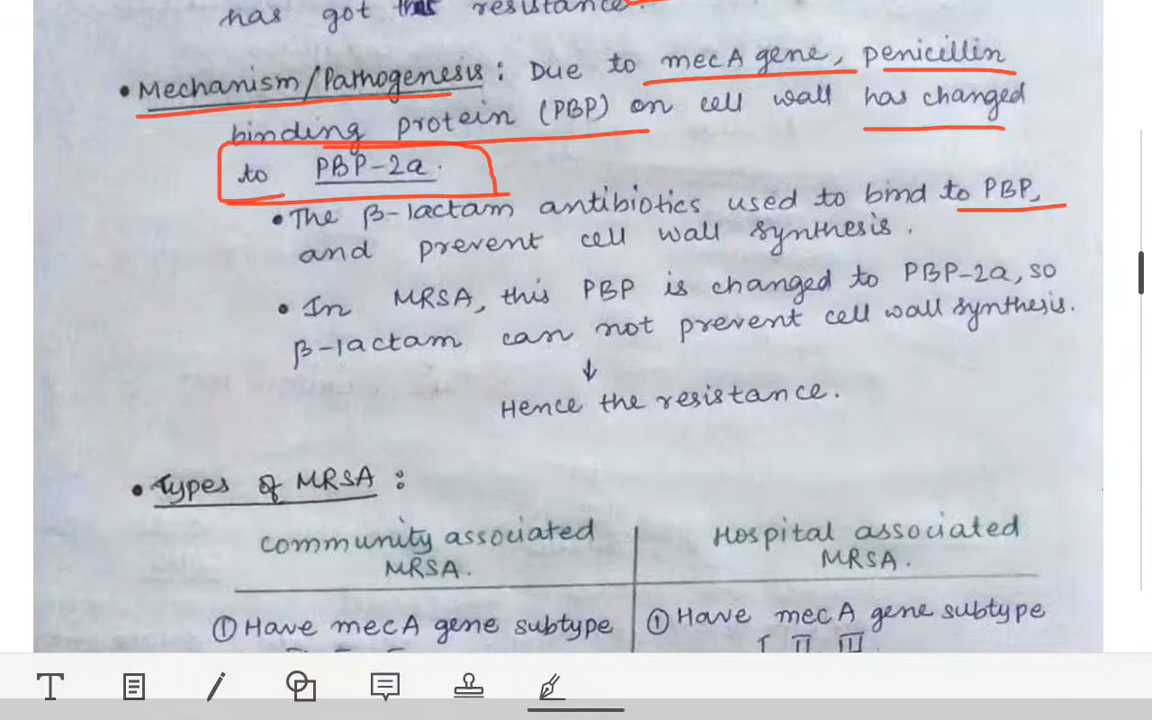 has got this resistance.
• Mechanism/Pathogenesis : Due to mecA gene, penicillin
binding protein (PBP) on cell wall has changed
to PBP-2a.
• The β-lactam antibiotics used to bind to PBP,
and prevent cell wall synthesis.
• In MRSA, this PBP is changed to PBP-2a, so
β-lactam can not prevent cell wall synthesis.
↓
Hence the resistance.
• Types of MRSA :
community associated MRSA.
Hospital associated MRSA.
① Have mecA gene subtype
① Have mecA gene subtype
I II III